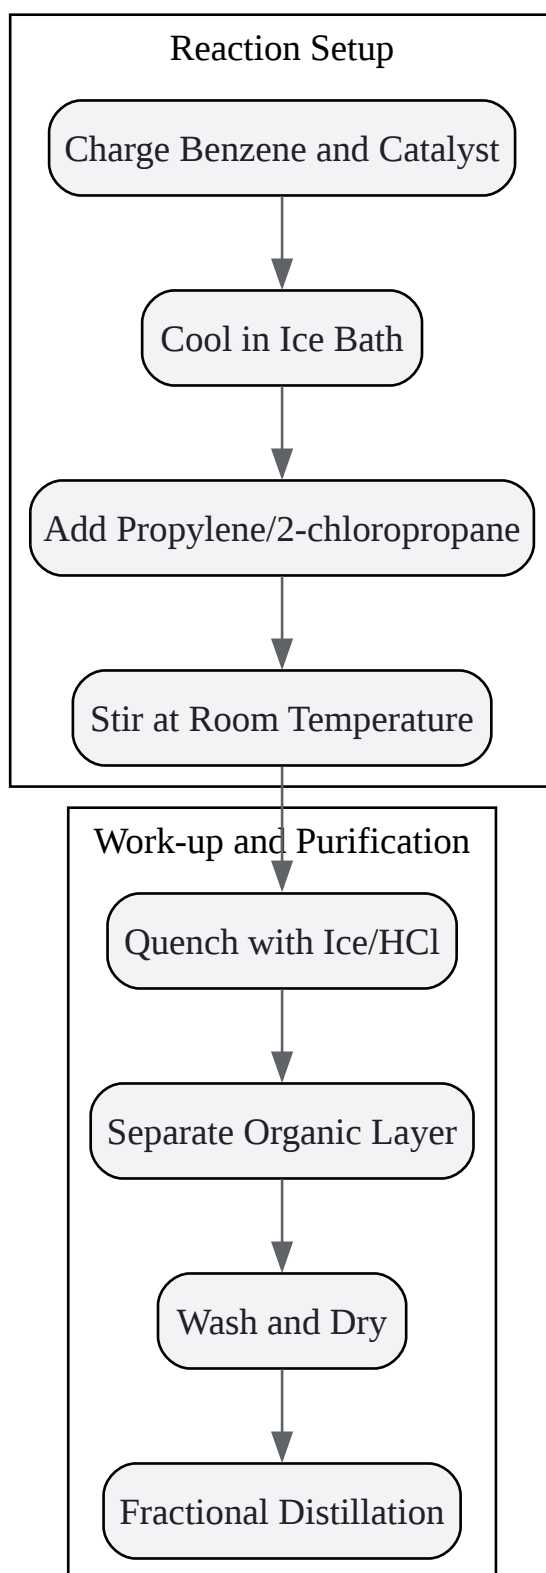 Reaction Setup
Charge Benzene and Catalyst
Cool in Ice Bath
Add Propylene/2-chloropropane
Stir at Room Temperature
Work-up and Purification
Quench with Ice/HCl
Separate Organic Layer
Wash and Dry
Fractional Distillation